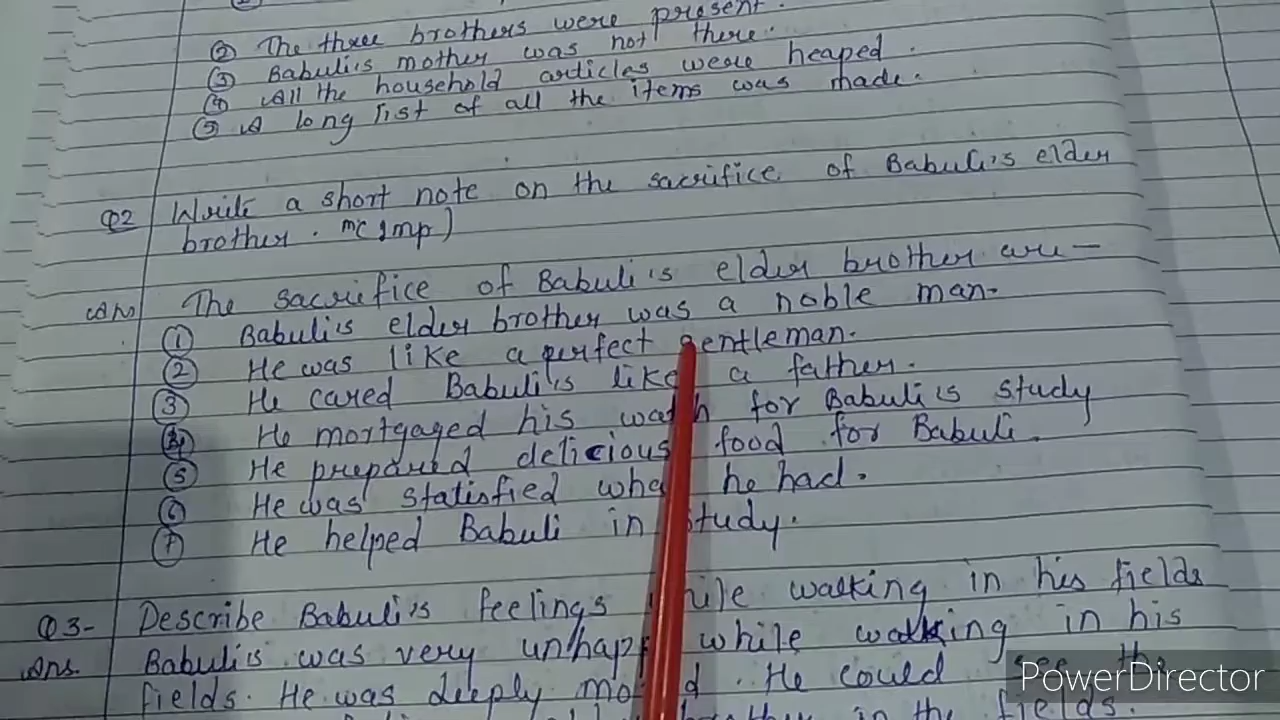 ② The three brothers were present.
③ Babuli's mother was not there.
④ All the household articles were heaped.
⑤ A long list of all the items was made.
Q2 Write a short note on the sacrifice of Babuli's elder
brother. mc imp)
Ans The sacrifice of Babuli's elder brother are—
① Babuli's elder brother was a noble man.
② He was like a perfect gentleman.
③ He cared Babuli's like a father.
④ He mortgaged his watch for Babuli's study
⑤ He prepared delicious food for Babuli.
⑥ He was statisfied what he had.
⑦ He helped Babuli in study.
Q3- Describe Babuli's feelings while walking in his fields
Ans. Babuli's was very unhappy while walking in his
fields. He was deeply moved. He could see the
in the fields.
PowerDirector